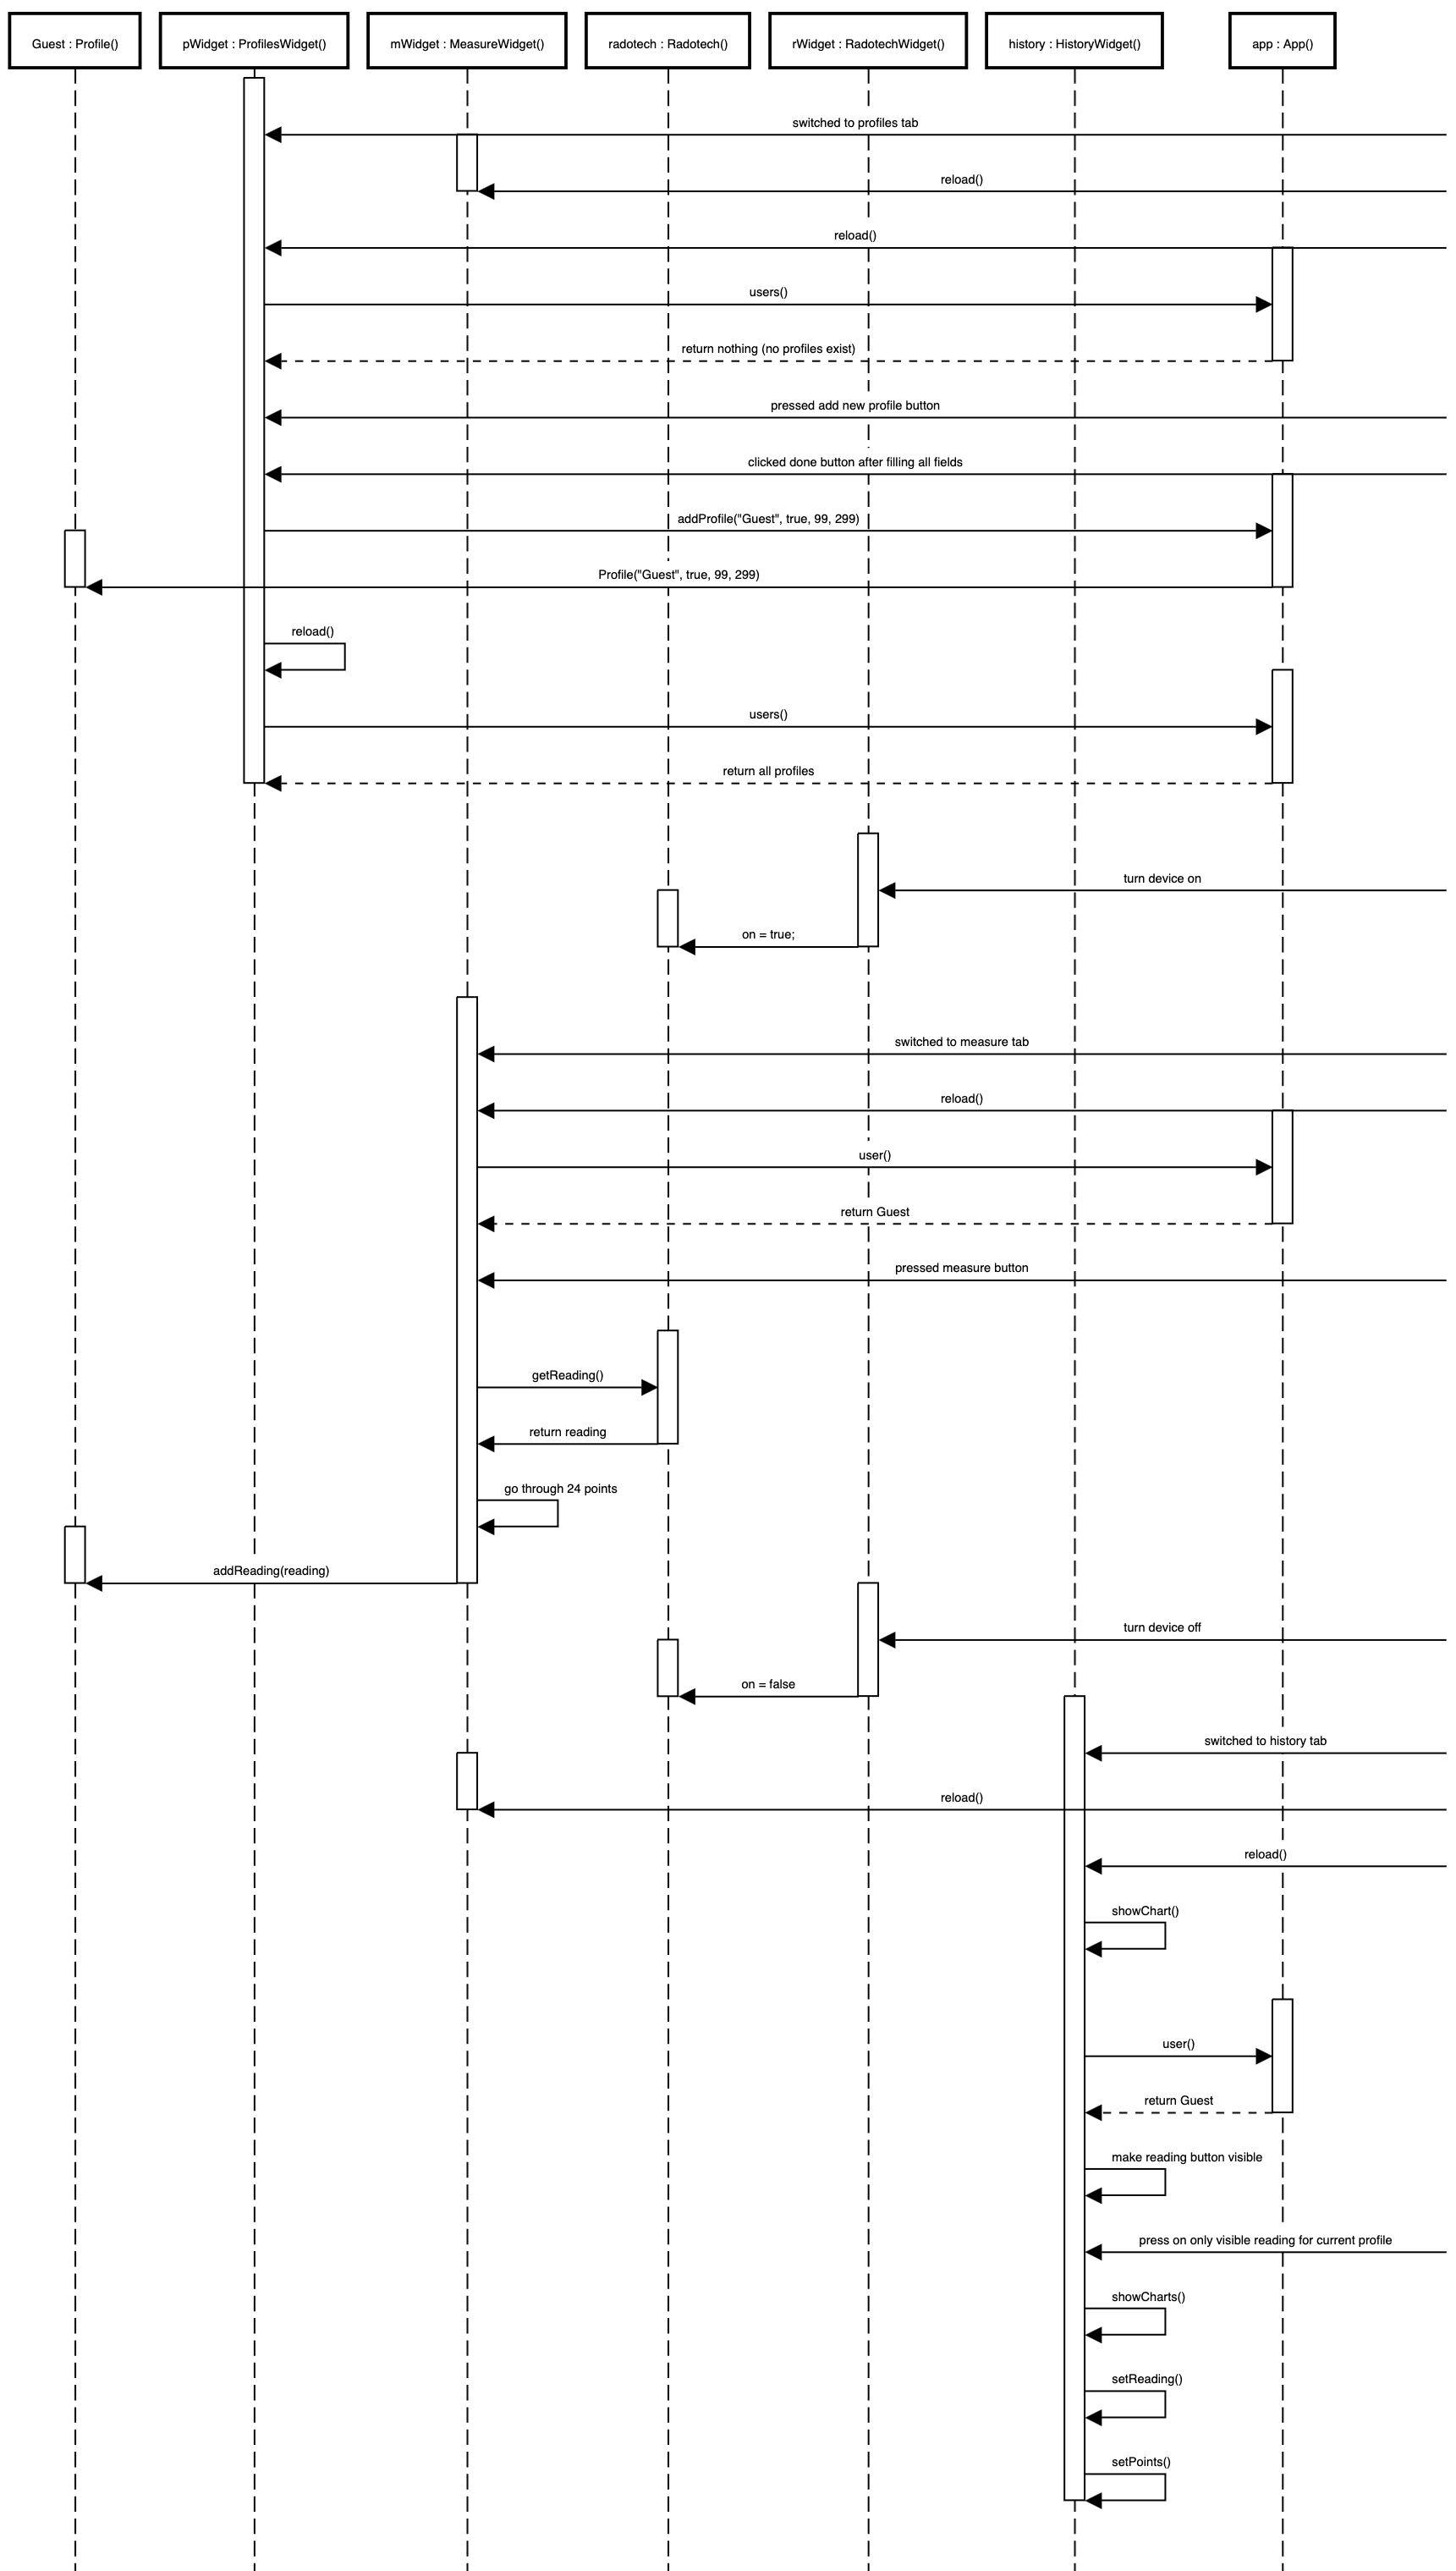 Guest : Profile()
pWidget : ProfilesWidget()
mWidget : MeasureWidget()
radotech : Radotech()
rWidget : RadotechWidget()
history : HistoryWidget()
app : App()
switched to profiles tab
reload()
reload()
users()
return nothing (no profiles exist)
pressed add new profile button
clicked done button after filling all fields
addProfile("Guest", true, 99, 299)
Profile("Guest", true, 99, 299)
reload()
users()
return all profiles
turn device on
on = true;
switched to measure tab
reload()
user()
return Guest
pressed measure button
getReading()
return reading
go through 24 points
addReading(reading)
turn device off
on = false
switched to history tab
reload()
reload()
showChart()
user()
return Guest
make reading button visible
press on only visible reading for current profile
showCharts()
setReading()
setPoints()